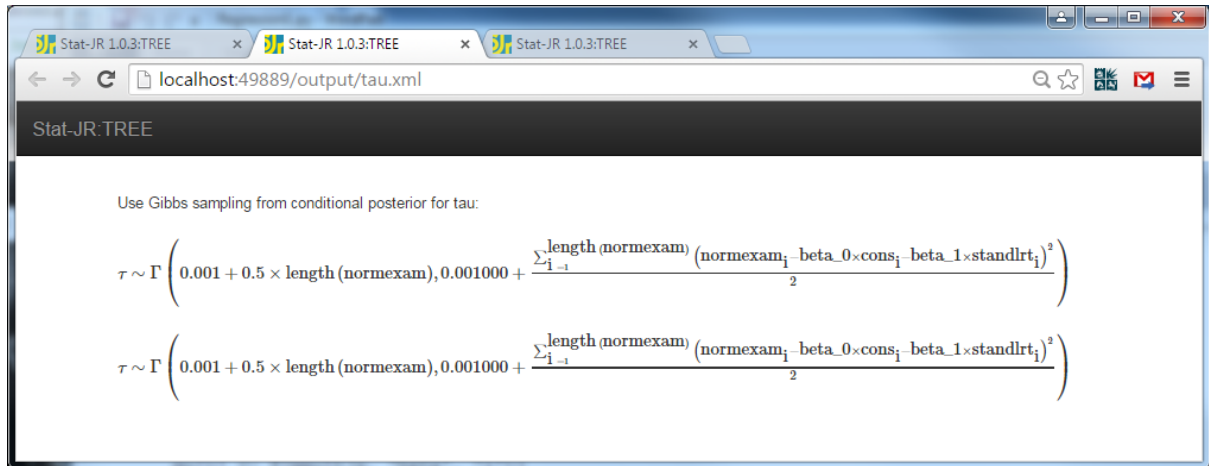 Stat-JR 1.0.3:TREE
Stat-JR 1.0.3:TREE
Stat-JR 1.0.3:TREE
localhost:49889/output/tau.xml
Stat-JR:TREE
Use Gibbs sampling from conditional posterior for tau:
τ ~ Γ ( 0.001 + 0.5 × length (normexam), 0.001000 + ∑ i=1 length (normexam) (normexam_i − beta_0×cons_i − beta_1×standlrt_i)² / 2 )
τ ~ Γ ( 0.001 + 0.5 × length (normexam), 0.001000 + ∑ i=1 length (normexam) (normexam_i − beta_0×cons_i − beta_1×standlrt_i)² / 2 )